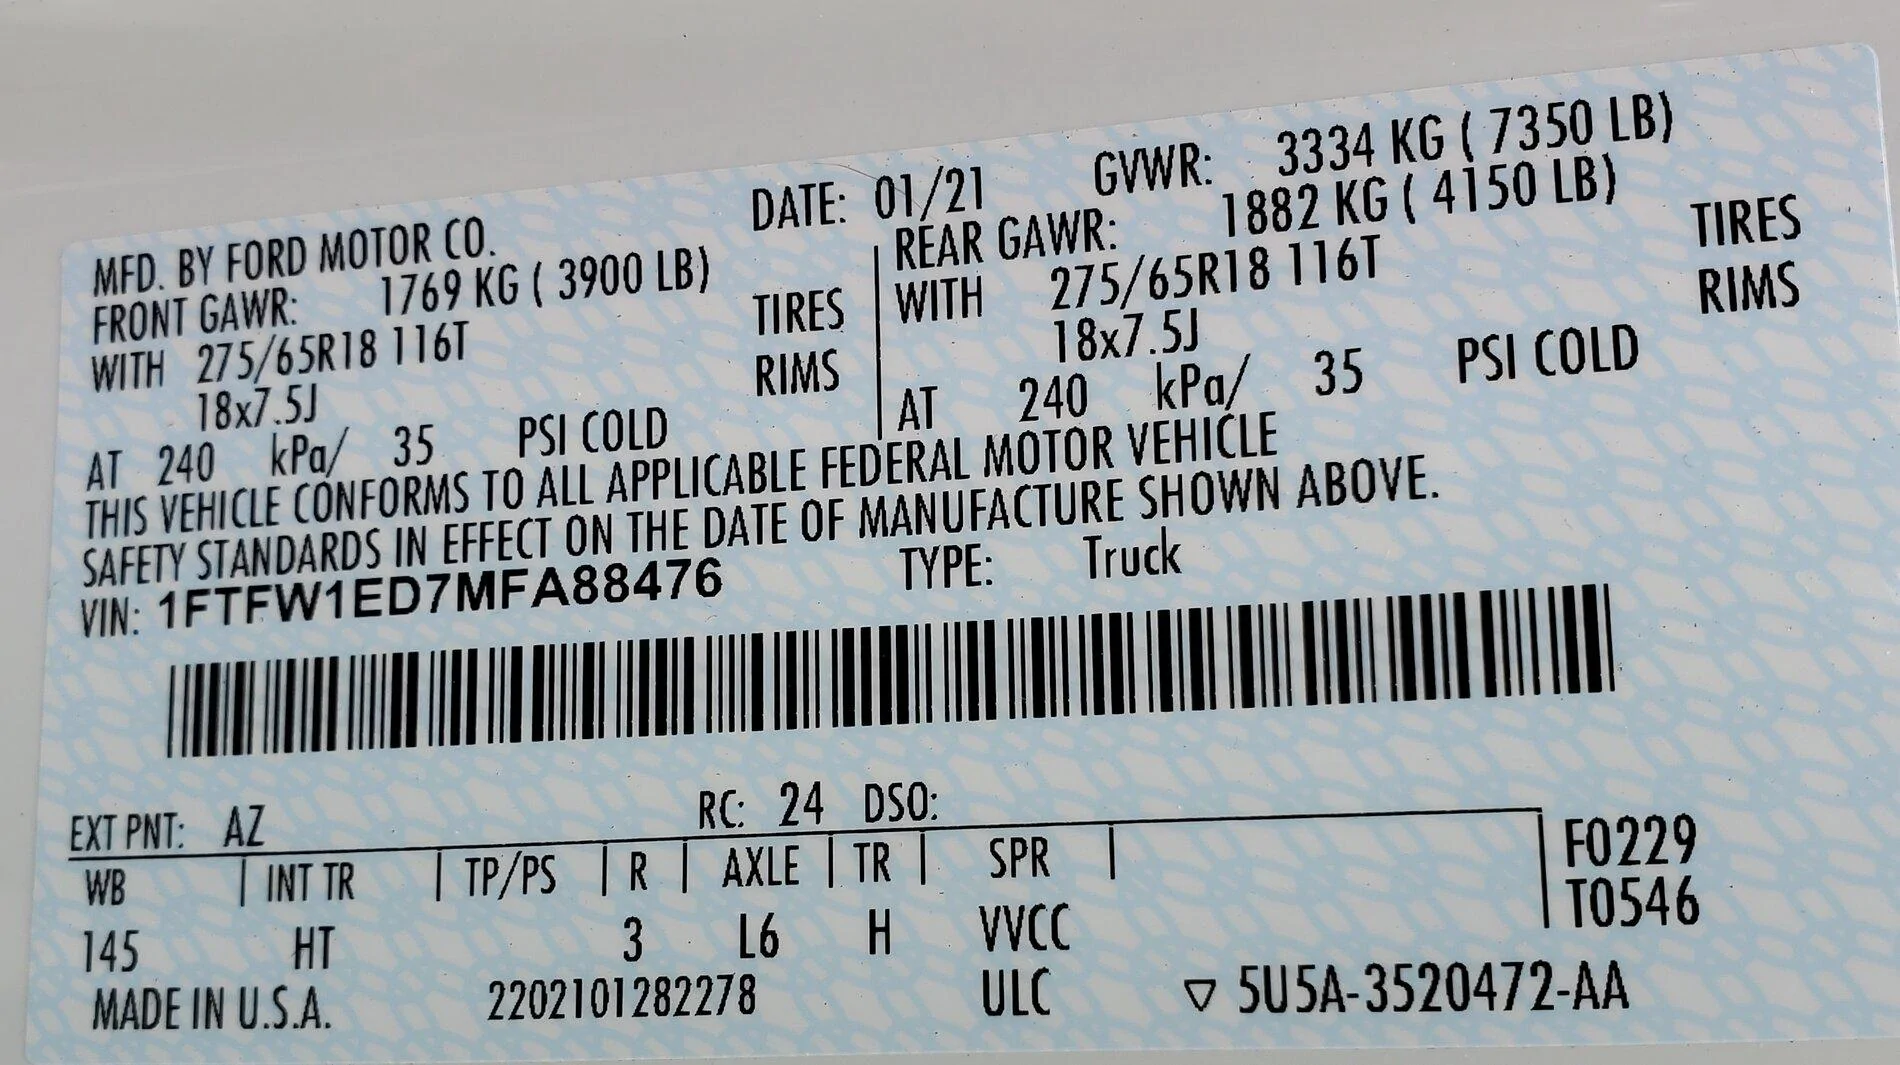 MFD. BY FORD MOTOR CO. DATE: 01/21 GVWR: 3334 KG ( 7350 LB)
FRONT GAWR: 1769 KG ( 3900 LB) REAR GAWR: 1882 KG ( 4150 LB)
WITH 275/65R18 116T TIRES WITH 275/65R18 116T TIRES
18x7.5J RIMS 18x7.5J RIMS
AT 240 kPa/ 35 PSI COLD AT 240 kPa/ 35 PSI COLD
THIS VEHICLE CONFORMS TO ALL APPLICABLE FEDERAL MOTOR VEHICLE
SAFETY STANDARDS IN EFFECT ON THE DATE OF MANUFACTURE SHOWN ABOVE.
VIN: 1FTFW1ED7MFA88476 TYPE: Truck
EXT PNT: AZ RC: 24 DSO:
WB INT TR TP/PS R AXLE TR SPR F0229
T0546
145 HT 3 L6 H VVCC
MADE IN U.S.A. 2202101282278 ULC ▽ 5U5A-3520472-AA